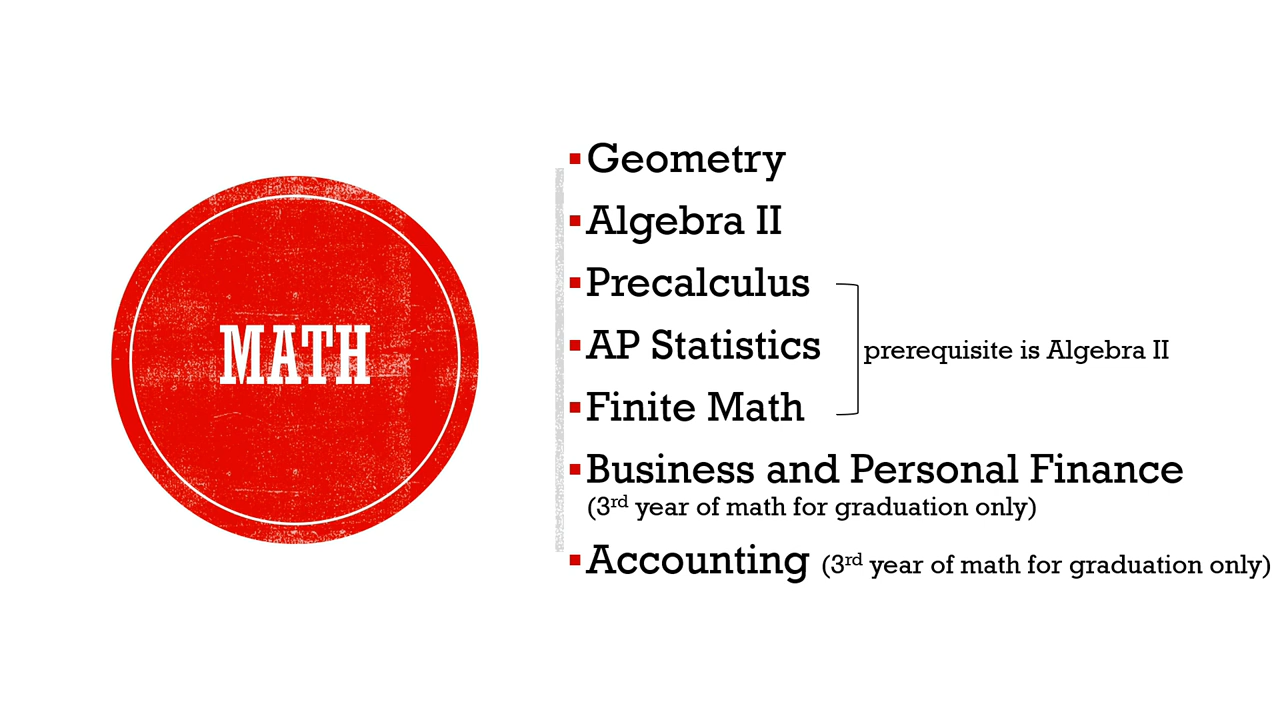 MATH
▪Geometry
▪Algebra II
▪Precalculus
▪AP Statistics
prerequisite is Algebra II
▪Finite Math
▪Business and Personal Finance
(3rd year of math for graduation only)
▪Accounting (3rd year of math for graduation only)